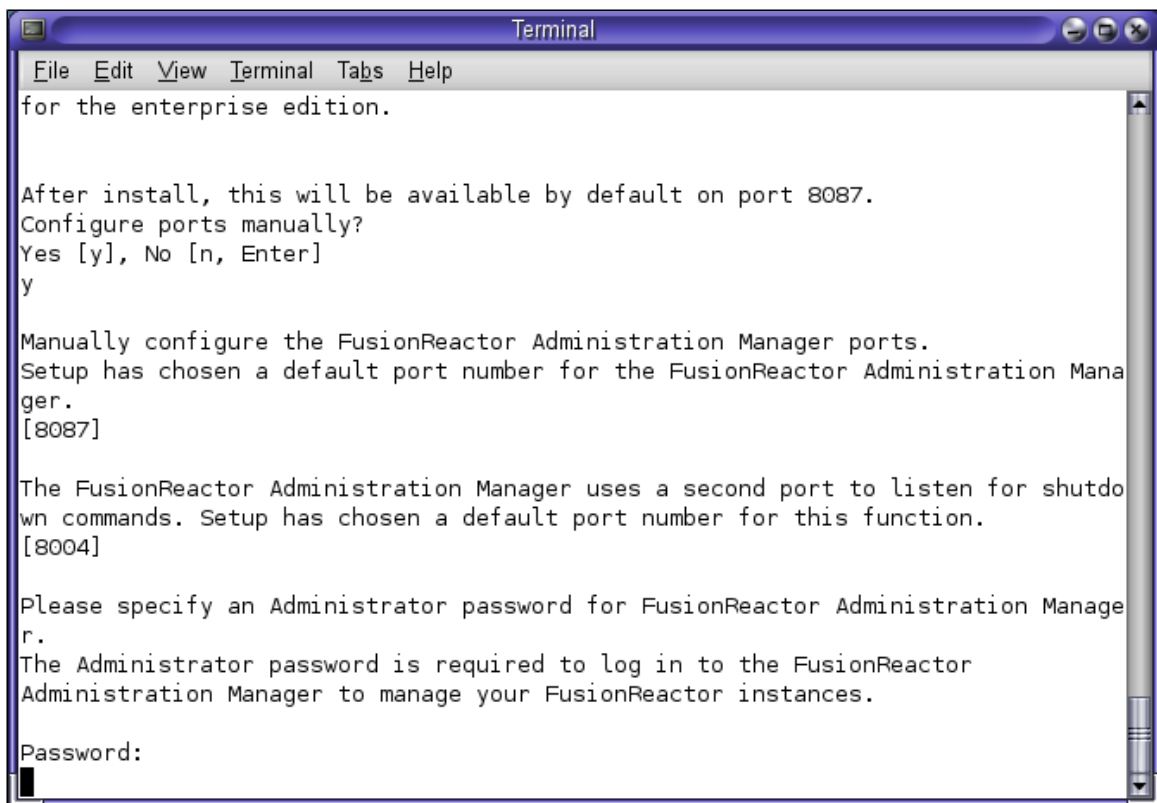 Terminal
File Edit View Terminal Tabs Help
for the enterprise edition.
After install, this will be available by default on port 8087.
Configure ports manually?
Yes [y], No [n, Enter]
y
Manually configure the FusionReactor Administration Manager ports.
Setup has chosen a default port number for the FusionReactor Administration Mana
ger.
[8087]
The FusionReactor Administration Manager uses a second port to listen for shutdo
wn commands. Setup has chosen a default port number for this function.
[8004]
Please specify an Administrator password for FusionReactor Administration Manage
r.
The Administrator password is required to log in to the FusionReactor
Administration Manager to manage your FusionReactor instances.
Password: